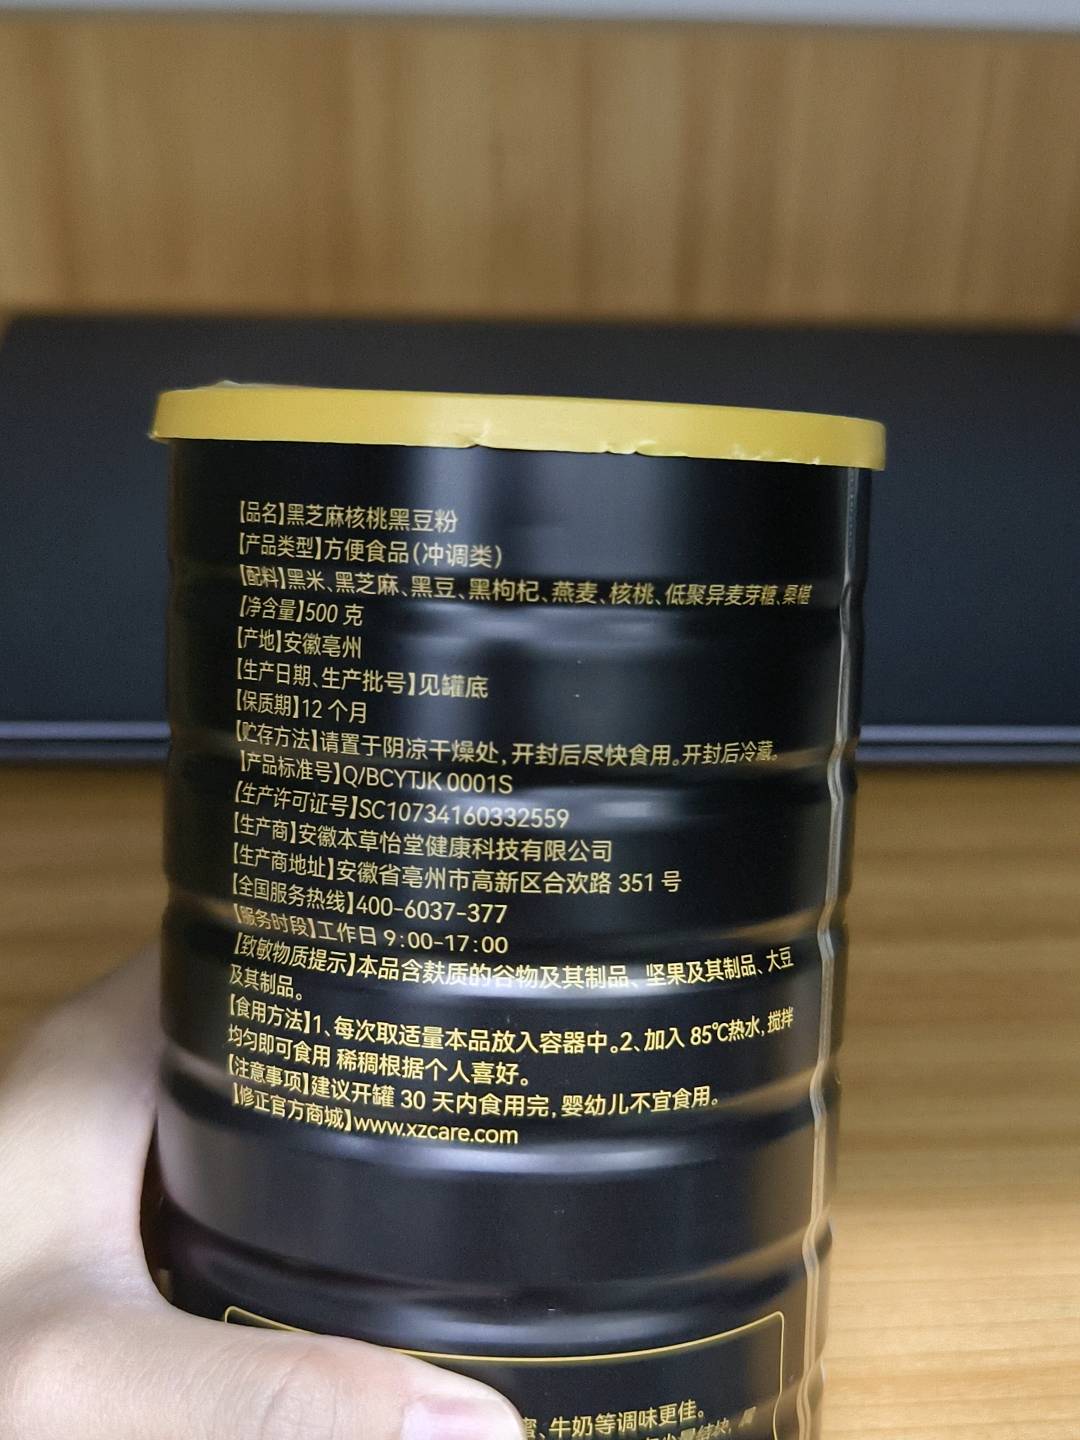 【品名】黑芝麻核桃黑豆粉
【产品类型】方便食品(冲调类)
【配料】黑米、黑芝麻、黑豆、黑枸杞、燕麦、核桃、低聚异麦芽糖、桑椹
【净含量】500 克
【产地】安徽亳州
【生产日期、生产批号】见罐底
【保质期】12 个月
【贮存方法】请置于阴凉干燥处,开封后尽快食用。开封后冷藏。
【产品标准号】Q/BCYTJK 0001S
【生产许可证号】SC10734160332559
【生产商】安徽本草怡堂健康科技有限公司
【生产商地址】安徽省亳州市高新区合欢路 351 号
【全国服务热线】400-6037-377
【服务时段】工作日 9:00-17:00
【致敏物质提示】本品含麸质的谷物及其制品、坚果及其制品、大豆
及其制品。
【食用方法】1、每次取适量本品放入容器中。2、加入 85℃热水,搅拌
均匀即可食用 稀稠根据个人喜好。
【注意事项】建议开罐 30 天内食用完,婴幼儿不宜食用。
【修正官方商城】www.xzcare.com
、牛奶等调味更佳。